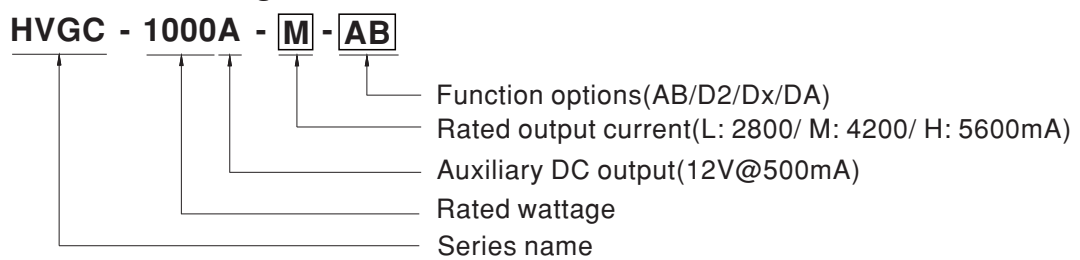 HVGC - 1000A - M - AB
Function options(AB/D2/Dx/DA)
Rated output current(L: 2800/ M: 4200/ H: 5600mA)
Auxiliary DC output(12V@500mA)
Rated wattage
Series name